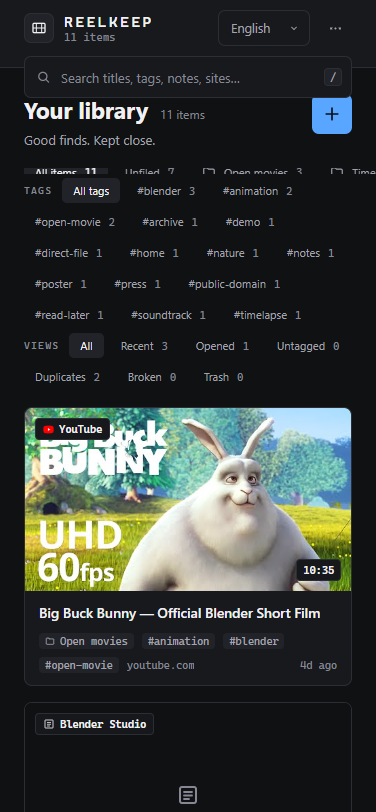 REELKEEP
11 items
English
Search titles, tags, notes, sites...
/
Your library 11 items
Good finds. Kept close.
All items 11 Unfiled 7 Open movies 3 Time
TAGS All tags #blender 3 #animation 2
#open-movie 2 #archive 1 #demo 1
#direct-file 1 #home 1 #nature 1 #notes 1
#poster 1 #press 1 #public-domain 1
#read-later 1 #soundtrack 1 #timelapse 1
VIEWS All Recent 3 Opened 1 Untagged 0
Duplicates 2 Broken 0 Trash 0
YouTube
Big Buck
BUNNY
UHD
60fps
10:35
Big Buck Bunny — Official Blender Short Film
Open movies #animation #blender
#open-movie youtube.com 4d ago
Blender Studio